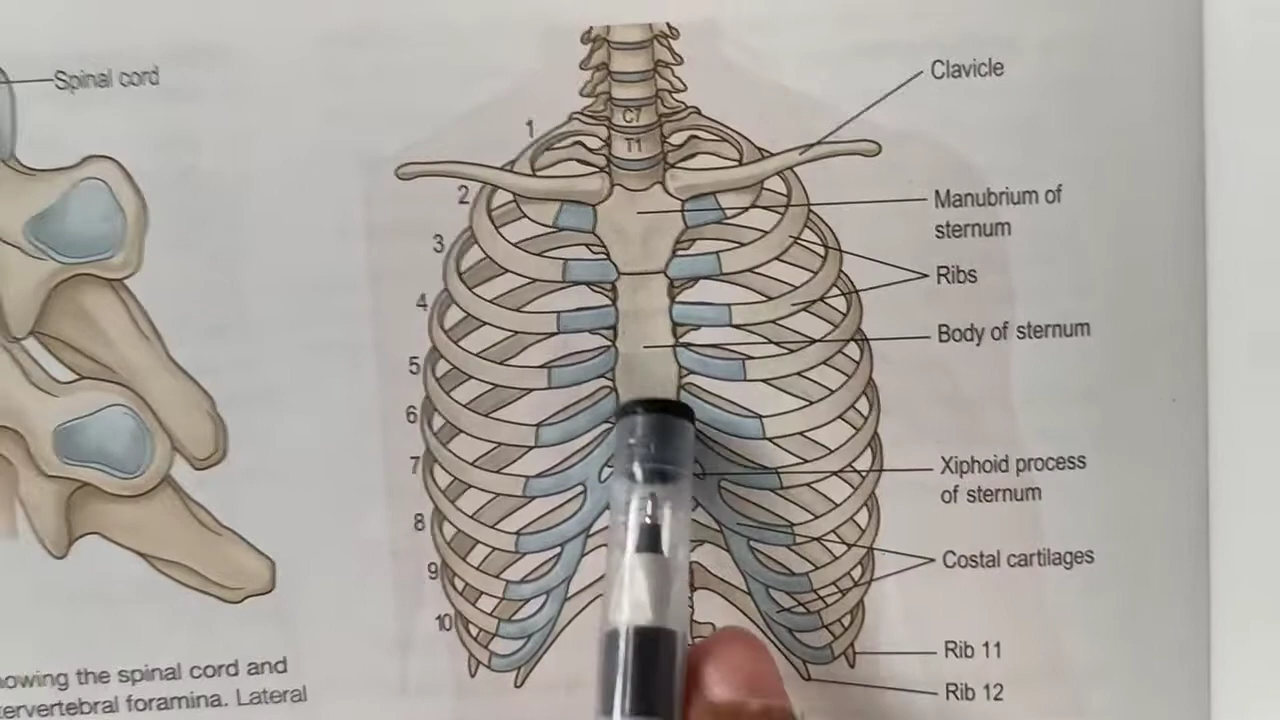 Spinal cord
Clavicle
C7
1
T1
2
Manubrium of
sternum
3
Ribs
4
Body of sternum
5
6
7
Xiphoid process
of sternum
8
Costal cartilages
9
10
Rib 11
Rib 12
owing the spinal cord and
ervertebral foramina. Lateral